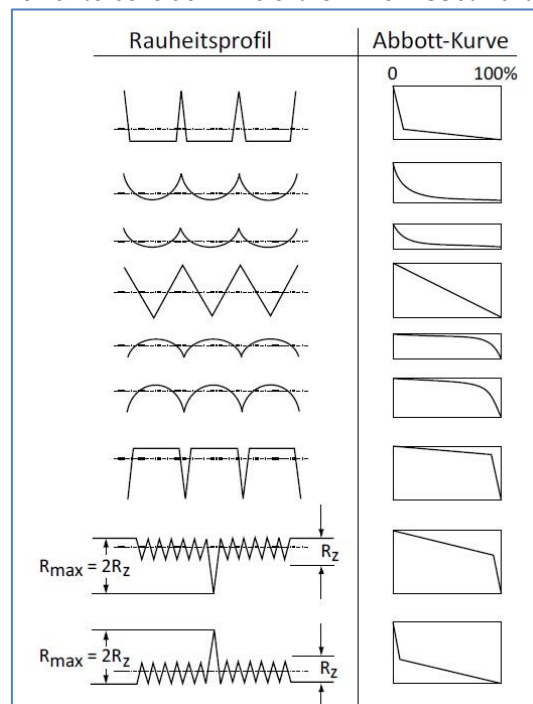 Rauheitsprofil Abbott-Kurve
0 100%
Rmax = 2Rz Rz
Rmax = 2Rz Rz